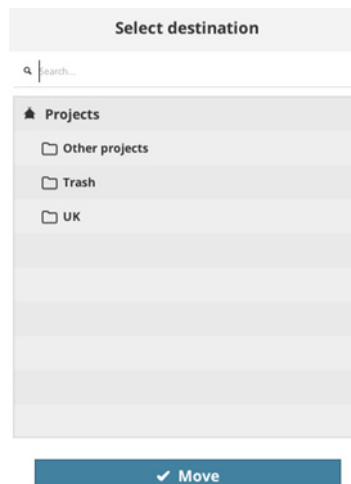 Select destination
Search...
Projects
Other projects
Trash
UK
Move